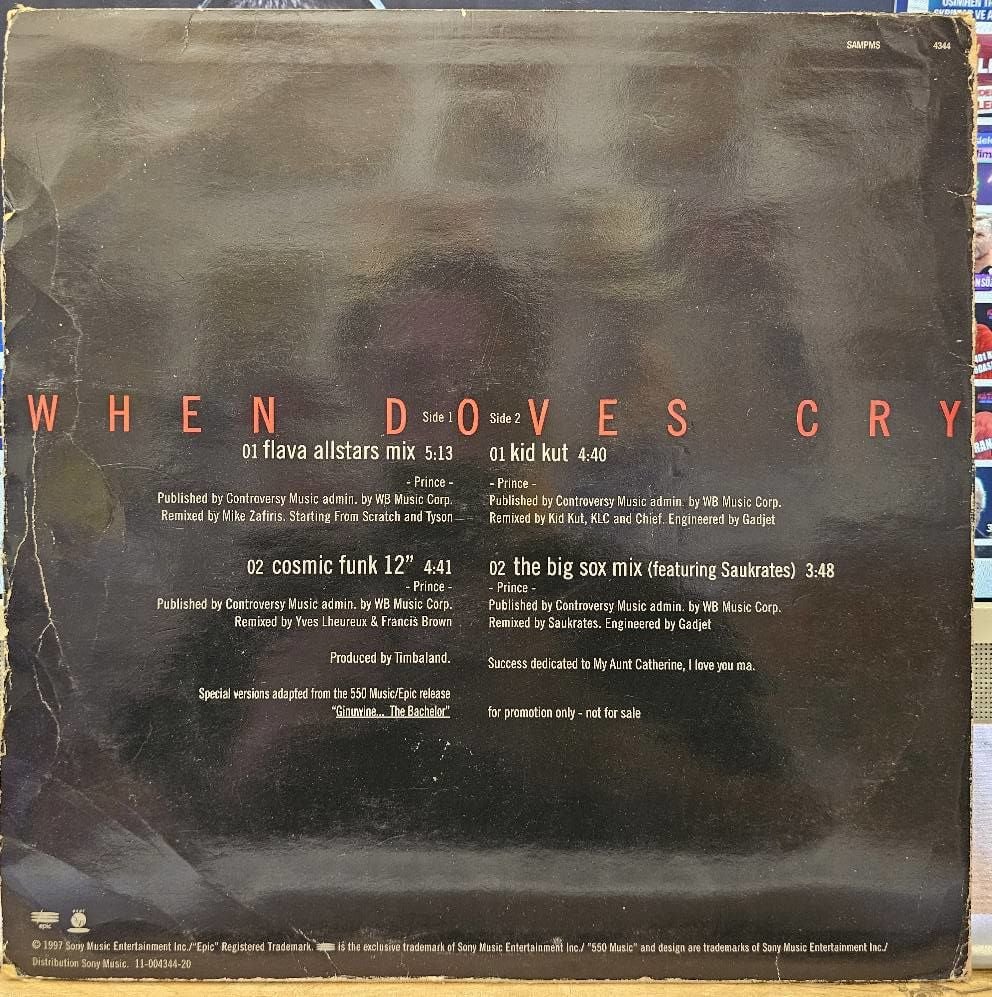 SAMPMS 4344
WHEN DOVES CRY
Side 1
01 flava allstars mix 5:13
- Prince -
Published by Controversy Music admin. by WB Music Corp.
Remixed by Mike Zafiris. Starting From Scratch and Tyson
02 cosmic funk 12” 4:41
- Prince -
Published by Controversy Music admin. by WB Music Corp.
Remixed by Yves Lheureux & Francis Brown
Produced by Timbaland.
Special versions adapted from the 550 Music/Epic release
“Ginuwine... The Bachelor”
Side 2
01 kid kut 4:40
- Prince -
Published by Controversy Music admin. by WB Music Corp.
Remixed by Kid Kut, KLC and Chief. Engineered by Gadjet
02 the big sox mix (featuring Saukrates) 3:48
- Prince -
Published by Controversy Music admin. by WB Music Corp.
Remixed by Saukrates. Engineered by Gadjet
Success dedicated to My Aunt Catherine, I love you ma.
for promotion only - not for sale
epic
© 1997 Sony Music Entertainment Inc./"Epic" Registered Trademark. is the exclusive trademark of Sony Music Entertainment Inc./ "550 Music" and design are trademarks of Sony Music Entertainment Inc./
Distribution Sony Music. 11-004344-20